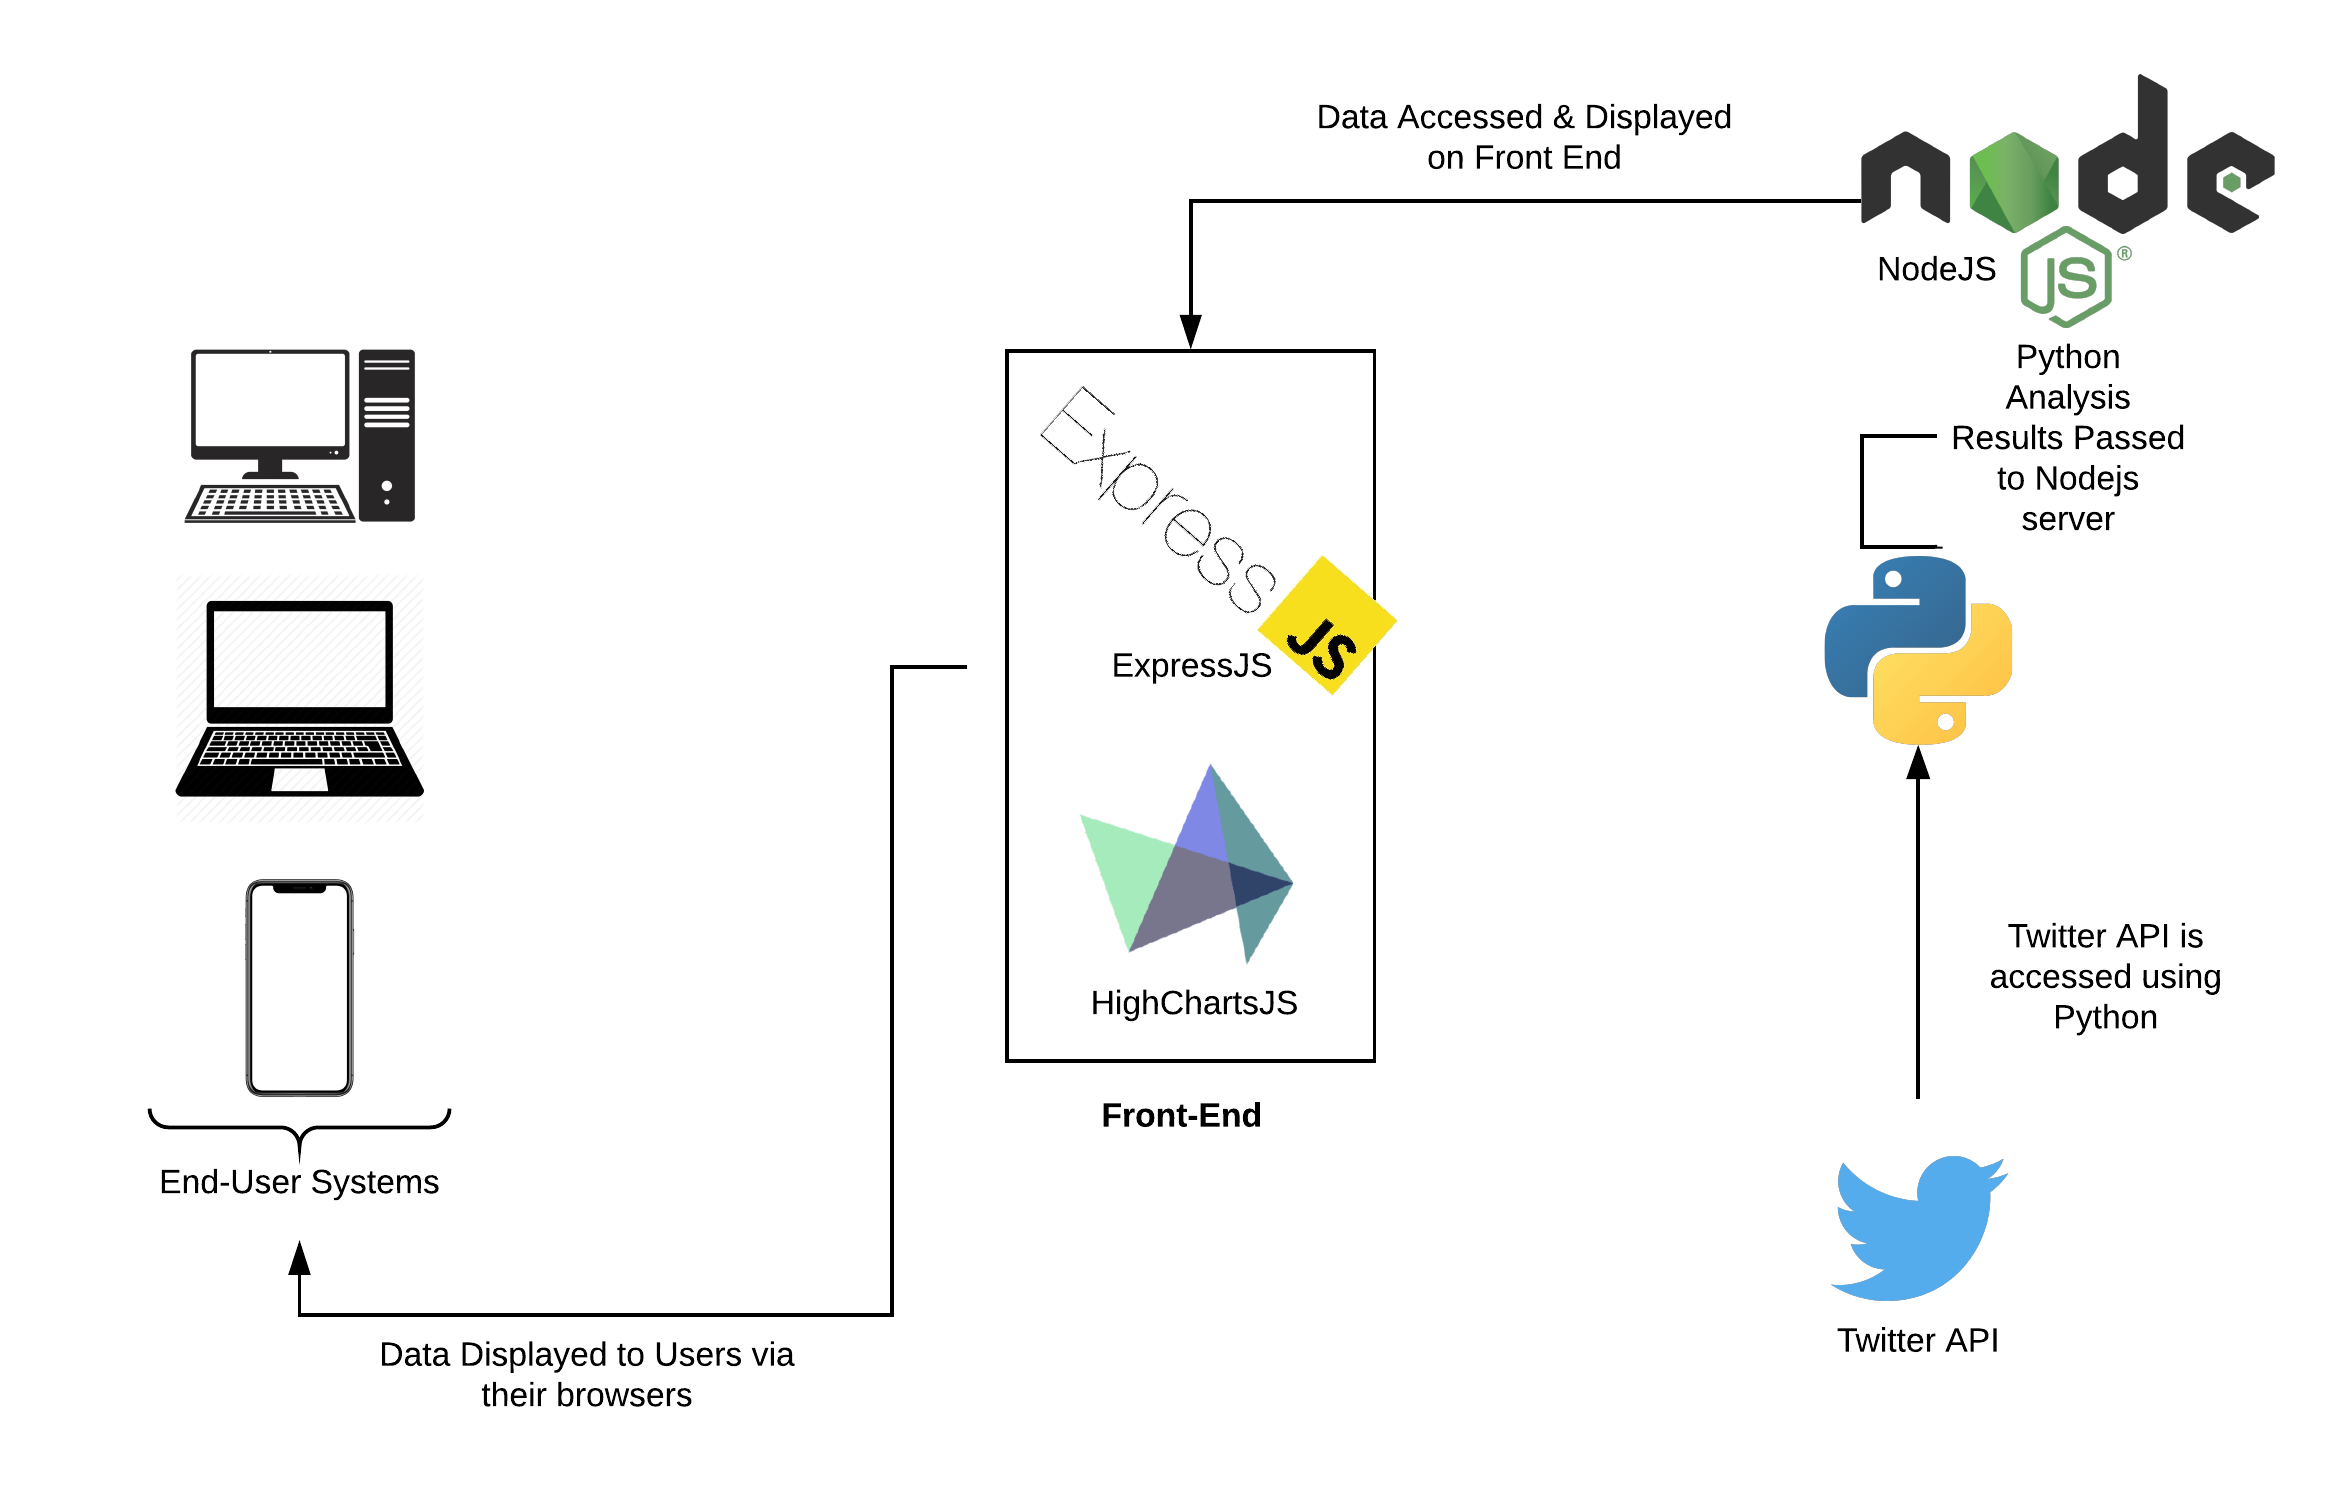 Data Accessed & Displayed
on Front End
node
NodeJS
JS
®
Python
Analysis
Results Passed
to Nodejs
server
Express
JS
ExpressJS
HighChartsJS
Front-End
Twitter API is
accessed using
Python
Twitter API
End-User Systems
Data Displayed to Users via
their browsers